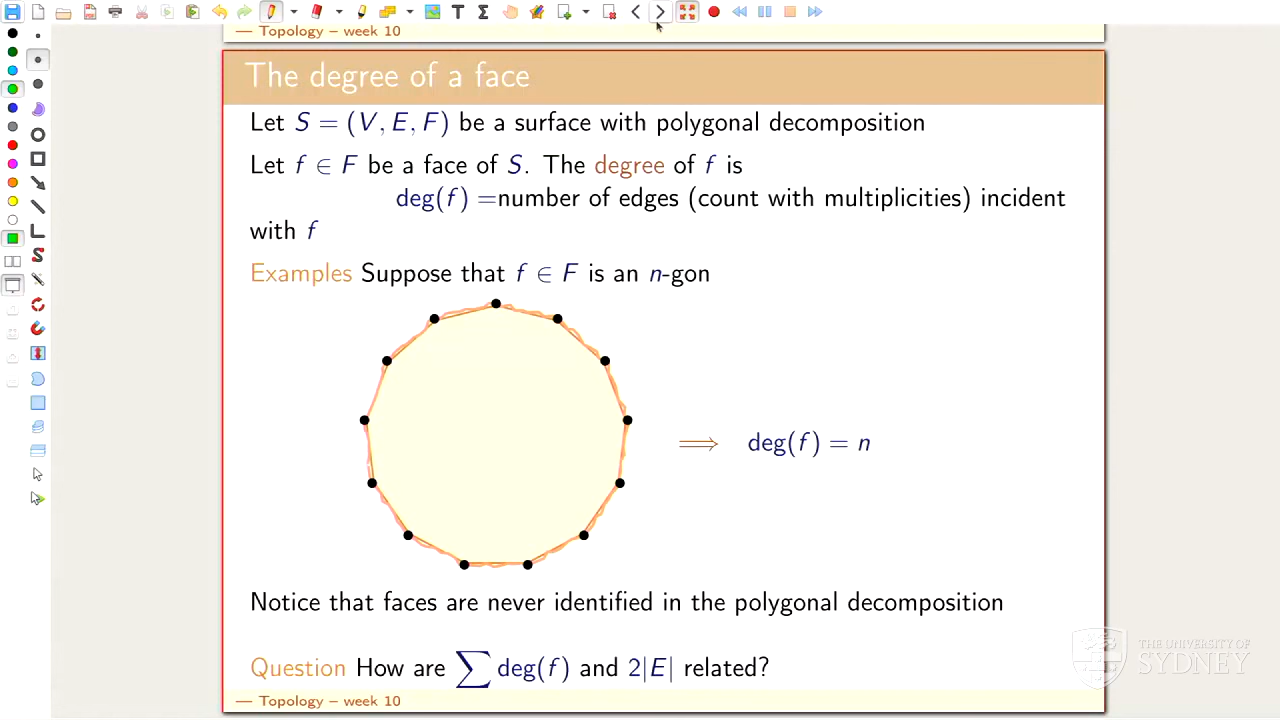 — Topology – week 10
The degree of a face
Let S = (V, E, F) be a surface with polygonal decomposition
Let f ∈ F be a face of S. The degree of f is
deg(f) =number of edges (count with multiplicities) incident
with f
Examples Suppose that f ∈ F is an n-gon
⟹ deg(f) = n
Notice that faces are never identified in the polygonal decomposition
Question How are ∑ deg(f) and 2|E| related?
— Topology – week 10
THE UNIVERSITY OF
SYDNEY